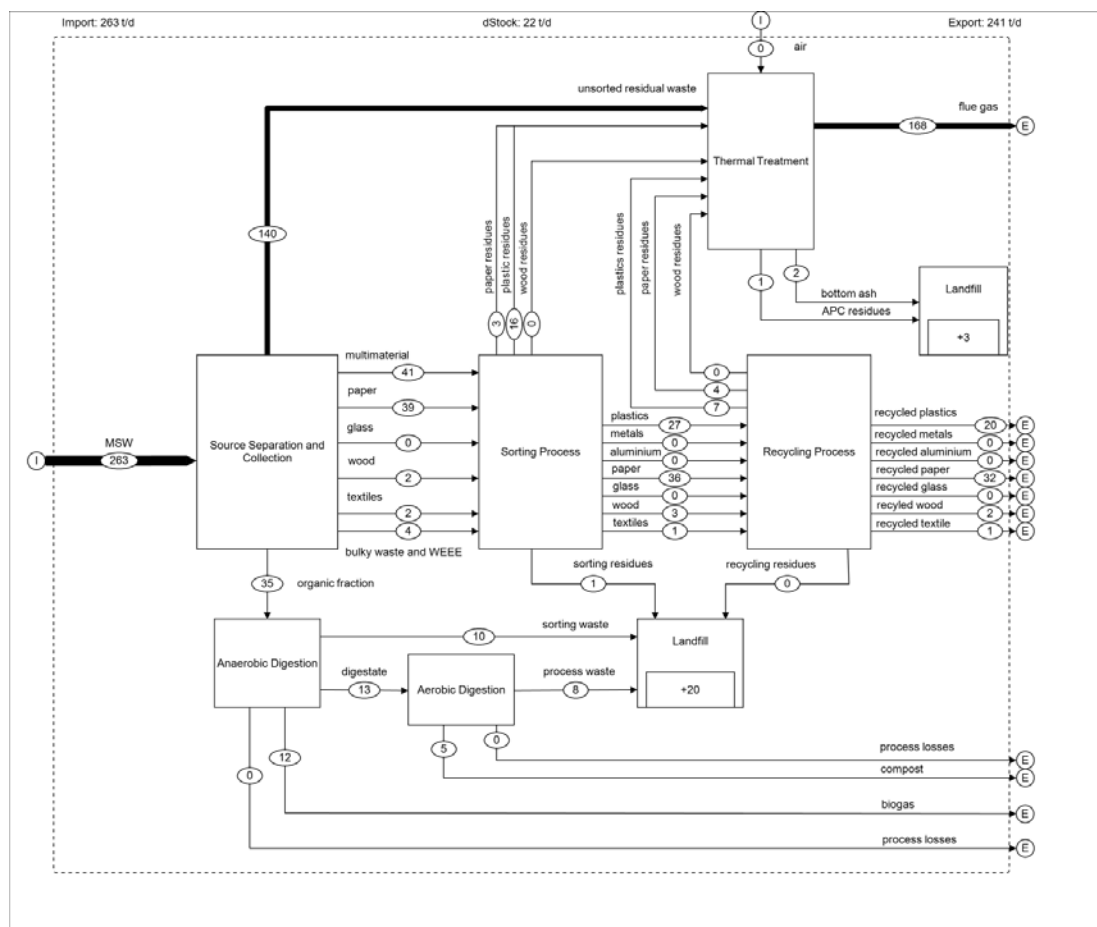 Import: 263 t/d
dStock: 22 t/d
Export: 241 t/d
I
0
air
unsorted residual waste
flue gas
168
E
Thermal Treatment
140
paper residues
plastic residues
wood residues
plastics residues
paper residues
wood residues
1
2
bottom ash
APC residues
Landfill
+3
3
16
0
multimaterial
41
paper
39
glass
0
wood
2
textiles
2
4
bulky waste and WEEE
Source Separation and
Collection
MSW
I
263
Sorting Process
0
4
7
plastics
27
metals
0
aluminium
0
paper
36
glass
0
wood
3
textiles
1
Recycling Process
recycled plastics
20
E
recycled metals
0
E
recycled aluminium
0
E
recycled paper
32
E
recycled glass
0
E
recyled wood
2
E
recycled textile
1
E
35
organic fraction
sorting residues
1
recycling residues
0
Anaerobic Digestion
sorting waste
10
digestate
13
Aerobic Digestion
process waste
8
Landfill
+20
5
0
0
12
process losses
E
compost
E
biogas
E
process losses
E